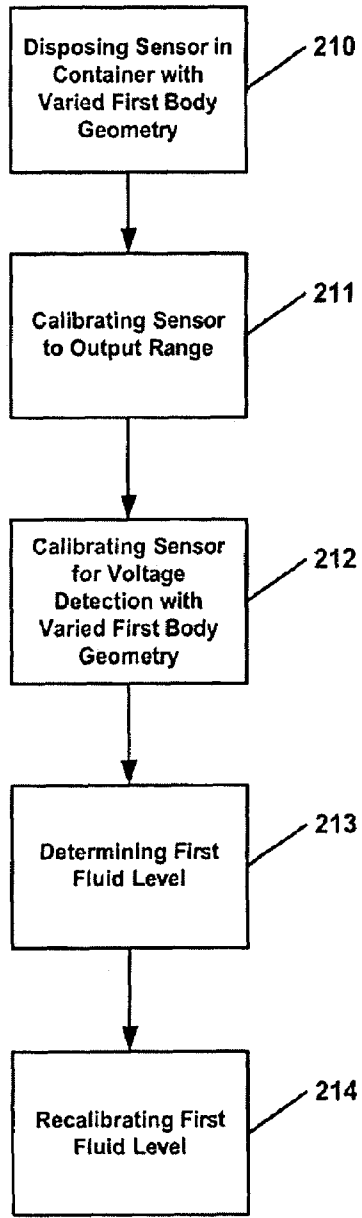 Disposing Sensor in
Container with
Varied First Body
Geometry
210
Calibrating Sensor
to Output Range
211
Calibrating Sensor
for Voltage
Detection with
Varied First Body
Geometry
212
Determining First
Fluid Level
213
Recalibrating First
Fluid Level
214